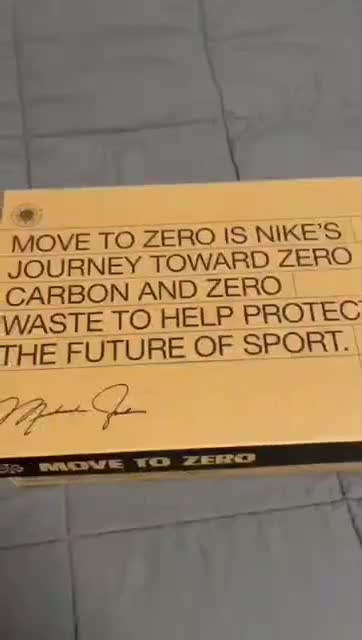 MOVE TO ZERO IS NIKE'S
JOURNEY TOWARD ZERO
CARBON AND ZERO
WASTE TO HELP PROTEC
THE FUTURE OF SPORT.
MOVE TO ZERO